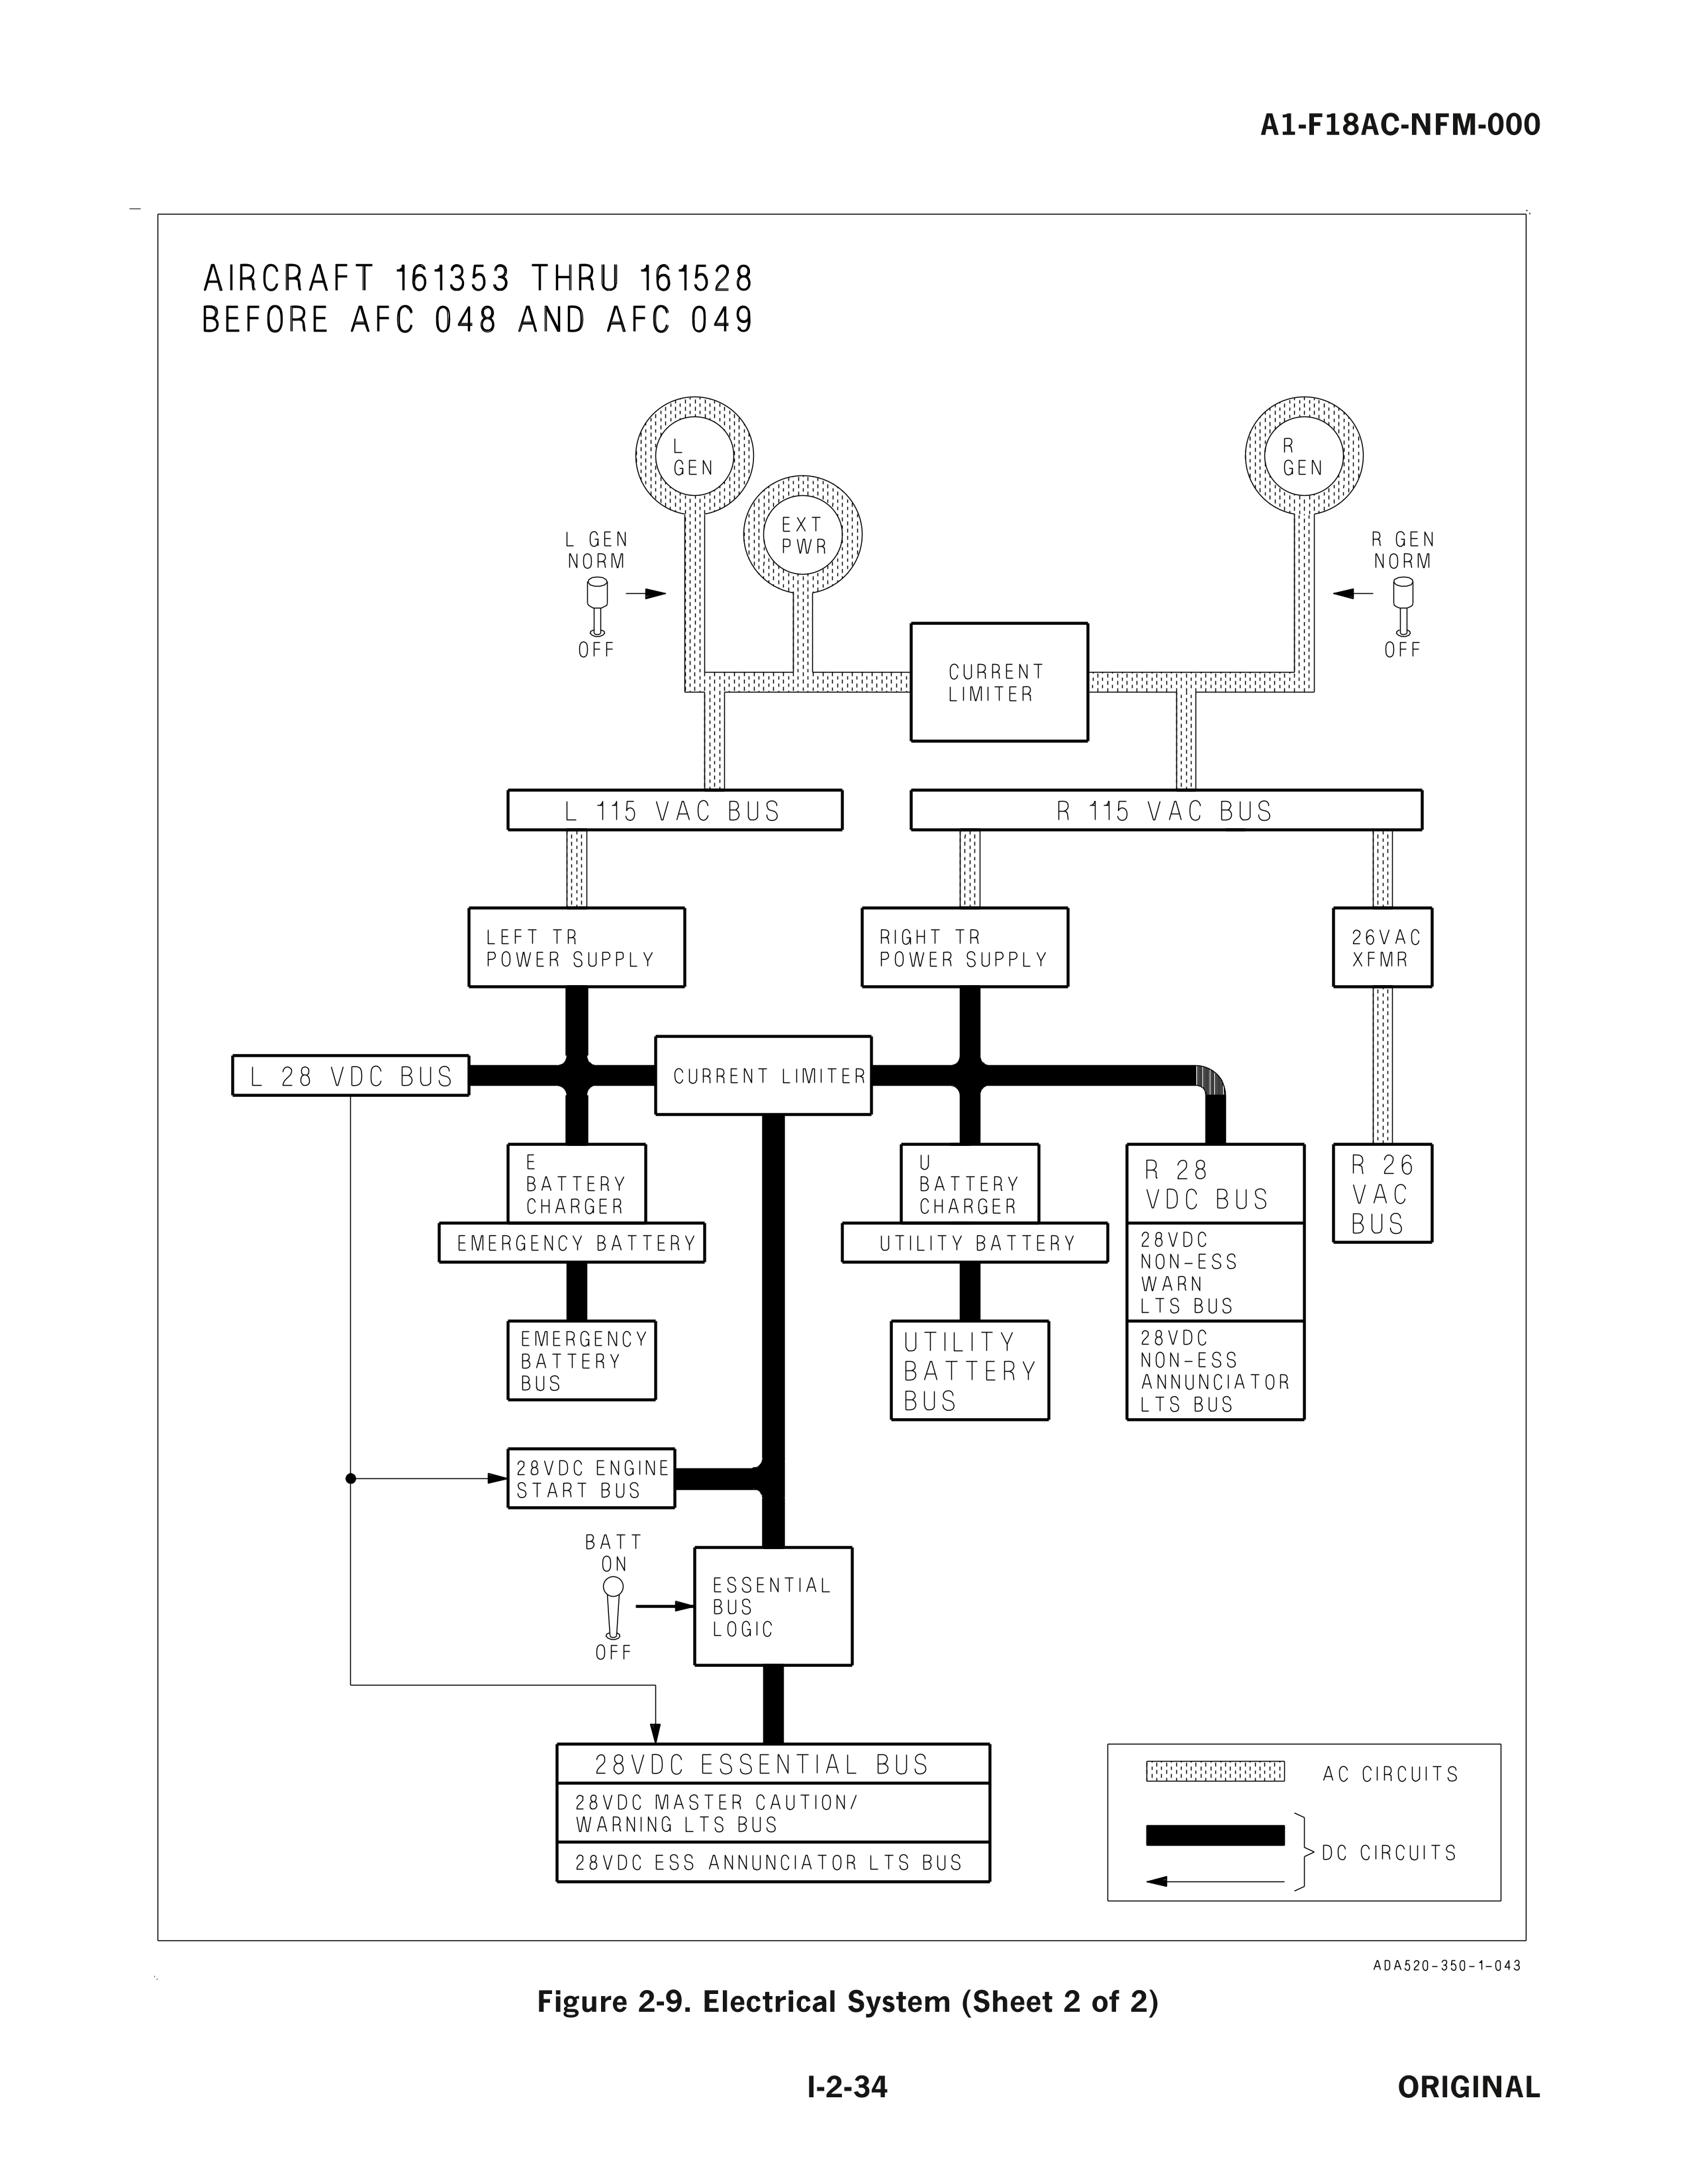 A1-F18AC-NFM-000
AIRCRAFT 161353 THRU 161528
BEFORE AFC 048 AND AFC 049
L
GEN
R
GEN
EXT
PWR
L GEN
NORM
OFF
R GEN
NORM
OFF
CURRENT
LIMITER
L 115 VAC BUS
R 115 VAC BUS
LEFT TR
POWER SUPPLY
RIGHT TR
POWER SUPPLY
26VAC
XFMR
L 28 VDC BUS
CURRENT LIMITER
E
BATTERY
CHARGER
EMERGENCY BATTERY
U
BATTERY
CHARGER
UTILITY BATTERY
R 28
VDC BUS
28VDC
NON-ESS
WARN
LTS BUS
28VDC
NON-ESS
ANNUNCIATOR
LTS BUS
R 26
VAC
BUS
EMERGENCY
BATTERY
BUS
UTILITY
BATTERY
BUS
28VDC ENGINE
START BUS
BATT
ON
OFF
ESSENTIAL
BUS
LOGIC
28VDC ESSENTIAL BUS
28VDC MASTER CAUTION/
WARNING LTS BUS
28VDC ESS ANNUNCIATOR LTS BUS
AC CIRCUITS
DC CIRCUITS
ADA520-350-1-043
Figure 2-9. Electrical System (Sheet 2 of 2)
I-2-34
ORIGINAL